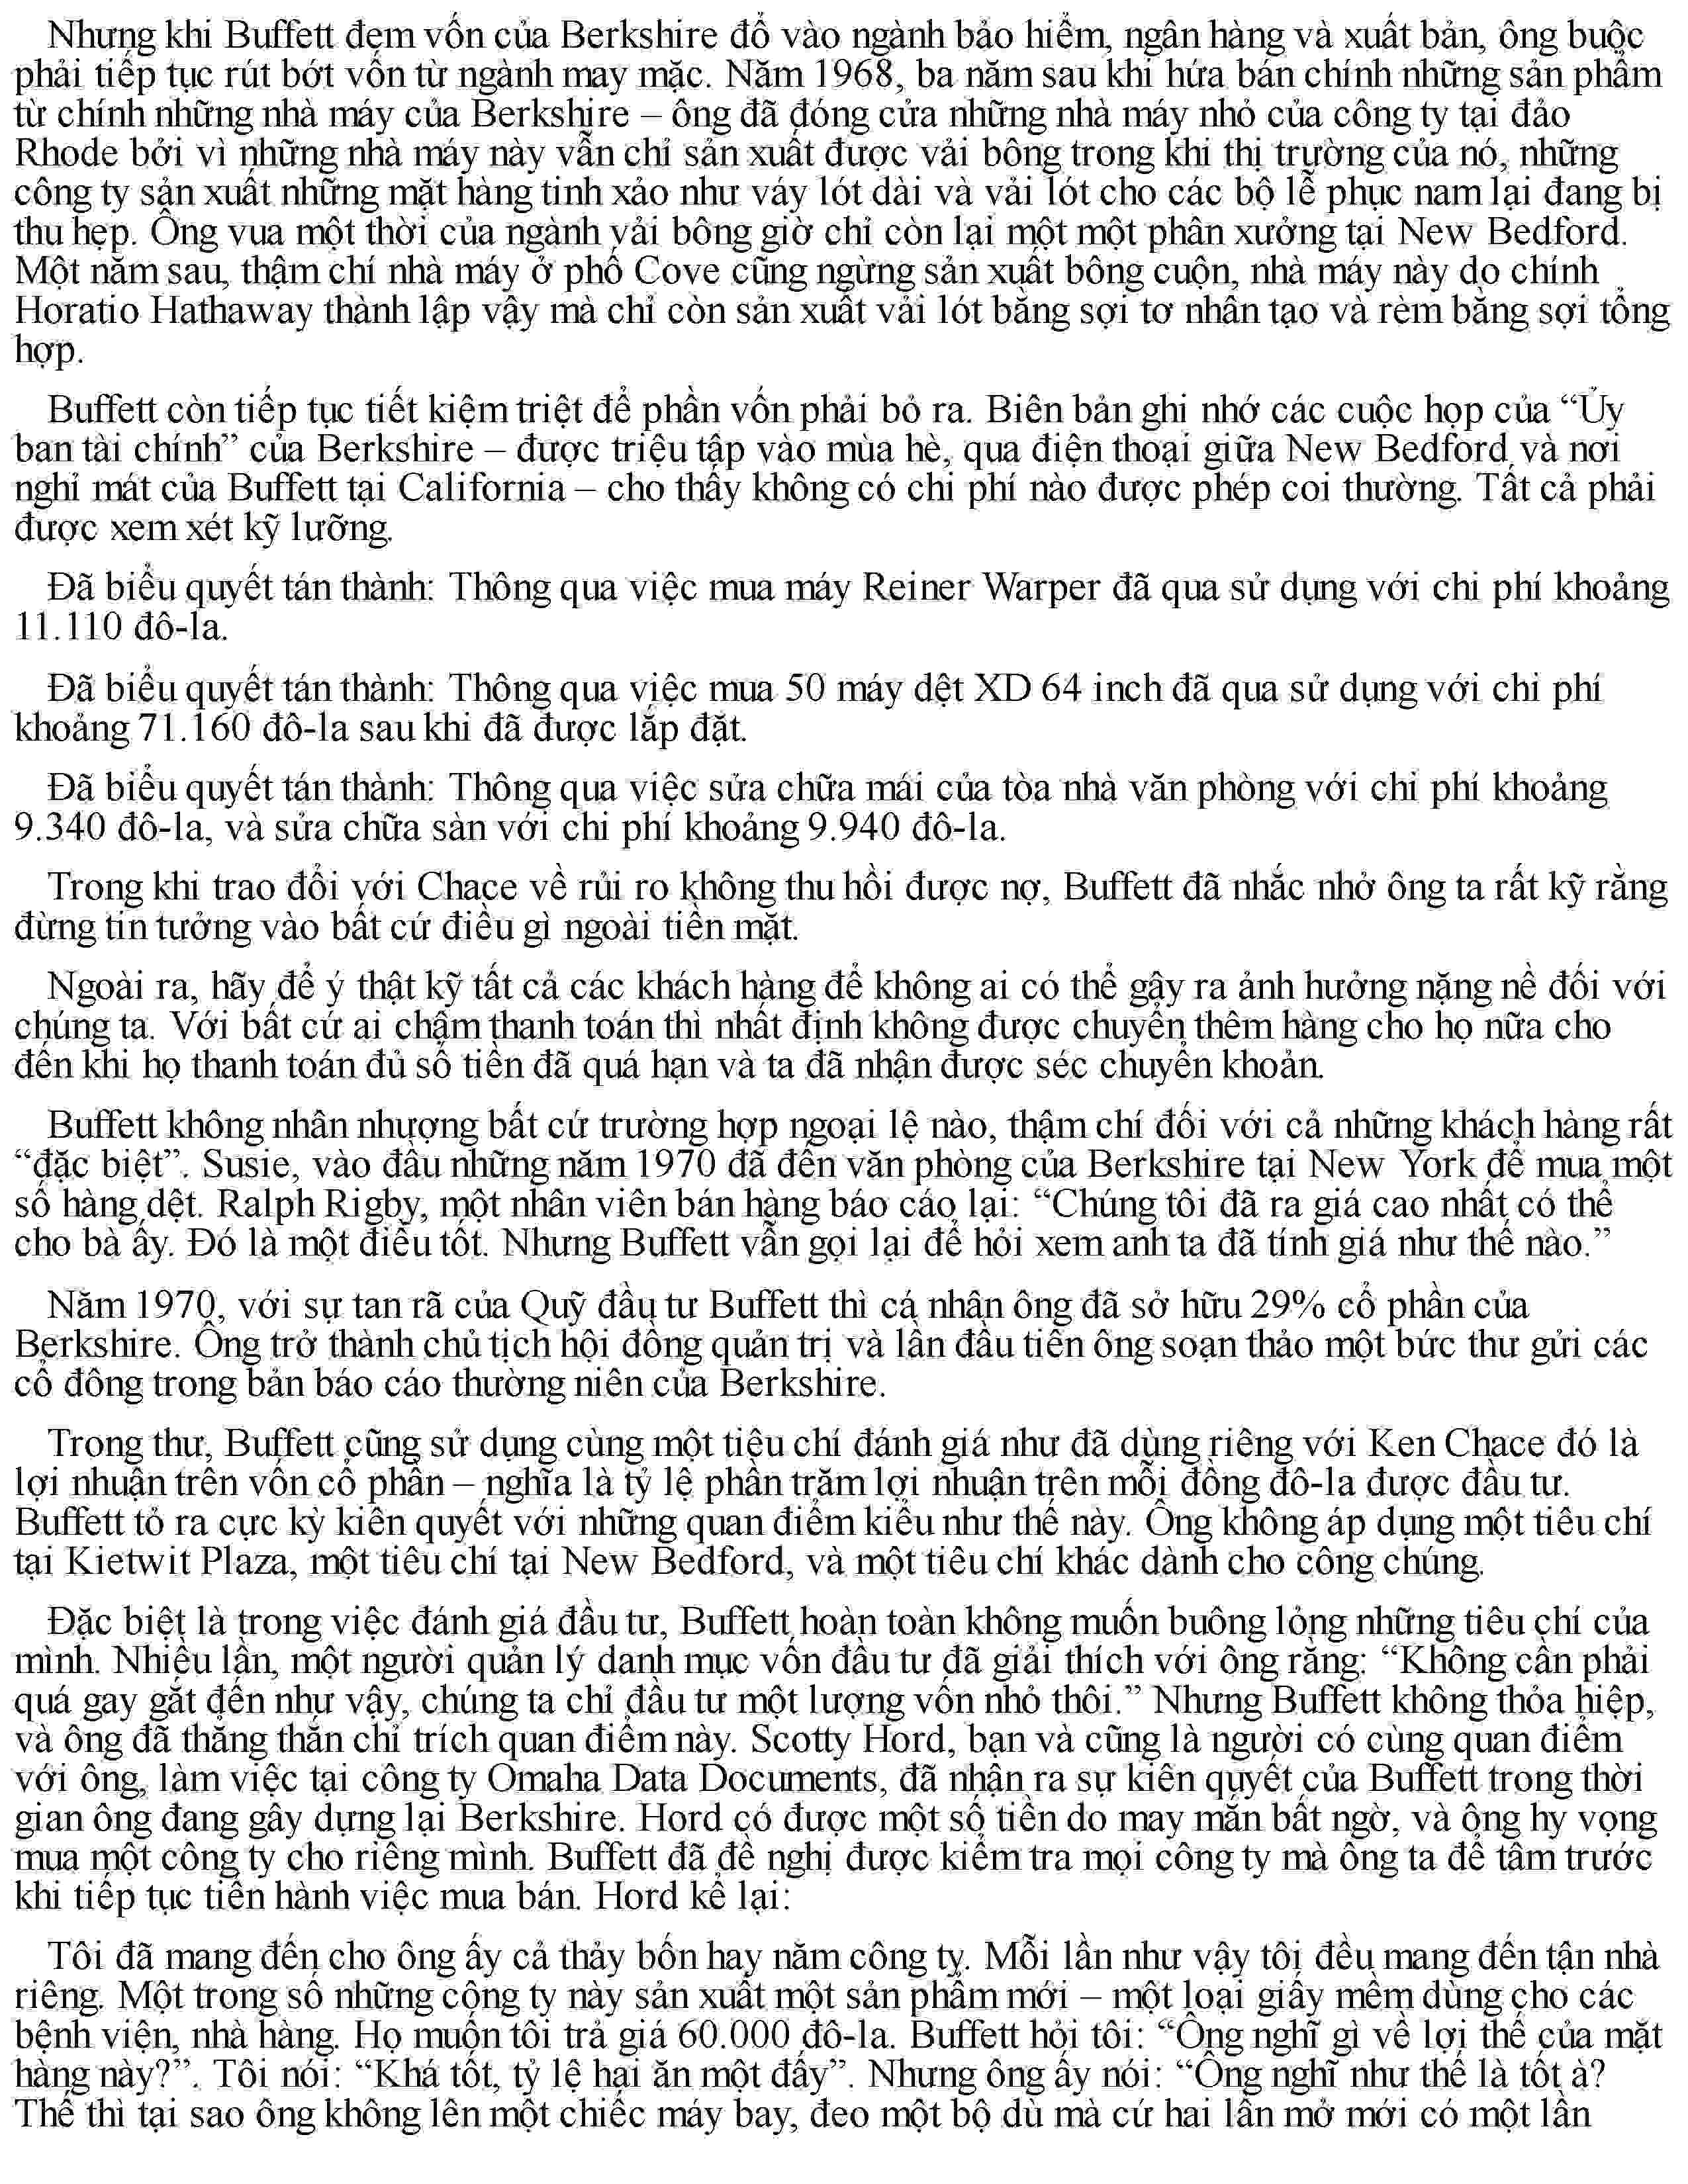 Nhưng khi Buffett đem vốn của Berkshire đổ vào ngành bảo hiểm, ngân hàng và xuất bản, ông buộc
phải tiếp tục rút bớt vốn từ ngành may mặc. Năm 1968, ba năm sau khi hứa bán chính những sản phẩm
từ chính những nhà máy của Berkshire – ông đã đóng cửa những nhà máy nhỏ của công ty tại đảo
Rhode bởi vì những nhà máy này vẫn chỉ sản xuất được vải bông trong khi thị trường của nó, những
công ty sản xuất những mặt hàng tinh xảo như váy lót dài và vải lót cho các bộ lễ phục nam lại đang bị
thu hẹp. Ông vua một thời của ngành vải bông giờ chỉ còn lại một một phân xưởng tại New Bedford.
Một năm sau, thậm chí nhà máy ở phố Cove cũng ngừng sản xuất bông cuộn, nhà máy này do chính
Horatio Hathaway thành lập vậy mà chỉ còn sản xuất vải lót bằng sợi tơ nhân tạo và rèm bằng sợi tổng
hợp.
Buffett còn tiếp tục tiết kiệm triệt để phần vốn phải bỏ ra. Biên bản ghi nhớ các cuộc họp của “Ủy
ban tài chính” của Berkshire – được triệu tập vào mùa hè, qua điện thoại giữa New Bedford và nơi
nghỉ mát của Buffett tại California – cho thấy không có chi phí nào được phép coi thường. Tất cả phải
được xem xét kỹ lưỡng.
Đã biểu quyết tán thành: Thông qua việc mua máy Reiner Warper đã qua sử dụng với chi phí khoảng
11.110 đô-la.
Đã biểu quyết tán thành: Thông qua việc mua 50 máy dệt XD 64 inch đã qua sử dụng với chi phí
khoảng 71.160 đô-la sau khi đã được lắp đặt.
Đã biểu quyết tán thành: Thông qua việc sửa chữa mái của tòa nhà văn phòng với chi phí khoảng
9.340 đô-la, và sửa chữa sàn với chi phí khoảng 9.940 đô-la.
Trong khi trao đổi với Chace về rủi ro không thu hồi được nợ, Buffett đã nhắc nhở ông ta rất kỹ rằng
đừng tin tưởng vào bất cứ điều gì ngoài tiền mặt.
Ngoài ra, hãy để ý thật kỹ tất cả các khách hàng để không ai có thể gây ra ảnh hưởng nặng nề đối với
chúng ta. Với bất cứ ai chậm thanh toán thì nhất định không được chuyển thêm hàng cho họ nữa cho
đến khi họ thanh toán đủ số tiền đã quá hạn và ta đã nhận được séc chuyển khoản.
Buffett không nhân nhượng bất cứ trường hợp ngoại lệ nào, thậm chí đối với cả những khách hàng rất
“đặc biệt”. Susie, vào đầu những năm 1970 đã đến văn phòng của Berkshire tại New York để mua một
số hàng dệt. Ralph Rigby, một nhân viên bán hàng báo cáo lại: “Chúng tôi đã ra giá cao nhất có thể
cho bà ấy. Đó là một điều tốt. Nhưng Buffett vẫn gọi lại để hỏi xem anh ta đã tính giá như thế nào.”
Năm 1970, với sự tan rã của Quỹ đầu tư Buffett thì cá nhân ông đã sở hữu 29% cổ phần của
Berkshire. Ông trở thành chủ tịch hội đồng quản trị và lần đầu tiên ông soạn thảo một bức thư gửi các
cổ đông trong bản báo cáo thường niên của Berkshire.
Trong thư, Buffett cũng sử dụng cùng một tiêu chí đánh giá như đã dùng riêng với Ken Chace đó là
lợi nhuận trên vốn cổ phần – nghĩa là tỷ lệ phần trăm lợi nhuận trên mỗi đồng đô-la được đầu tư.
Buffett tỏ ra cực kỳ kiên quyết với những quan điểm kiểu như thế này. Ông không áp dụng một tiêu chí
tại Kietwit Plaza, một tiêu chí tại New Bedford, và một tiêu chí khác dành cho công chúng.
Đặc biệt là trong việc đánh giá đầu tư, Buffett hoàn toàn không muốn buông lỏng những tiêu chí của
mình. Nhiều lần, một người quản lý danh mục vốn đầu tư đã giải thích với ông rằng: “Không cần phải
quá gay gắt đến như vậy, chúng ta chỉ đầu tư một lượng vốn nhỏ thôi.” Nhưng Buffett không thỏa hiệp,
và ông đã thẳng thắn chỉ trích quan điểm này. Scotty Hord, bạn và cũng là người có cùng quan điểm
với ông, làm việc tại công ty Omaha Data Documents, đã nhận ra sự kiên quyết của Buffett trong thời
gian ông đang gây dựng lại Berkshire. Hord có được một số tiền do may mắn bất ngờ, và ông hy vọng
mua một công ty cho riêng mình. Buffett đã đề nghị được kiểm tra mọi công ty mà ông ta để tâm trước
khi tiếp tục tiến hành việc mua bán. Hord kể lại:
Tôi đã mang đến cho ông ấy cả thảy bốn hay năm công ty. Mỗi lần như vậy tôi đều mang đến tận nhà
riêng. Một trong số những công ty này sản xuất một sản phẩm mới – một loại giấy mềm dùng cho các
bệnh viện, nhà hàng. Họ muốn tôi trả giá 60.000 đô-la. Buffett hỏi tôi: “Ông nghĩ gì về lợi thế của mặt
hàng này?”. Tôi nói: “Khá tốt, tỷ lệ hai ăn một đấy”. Nhưng ông ấy nói: “Ông nghĩ như thế là tốt à?
Thế thì tại sao ông không lên một chiếc máy bay, đeo một bộ dù mà cứ hai lần mở mới có một lần